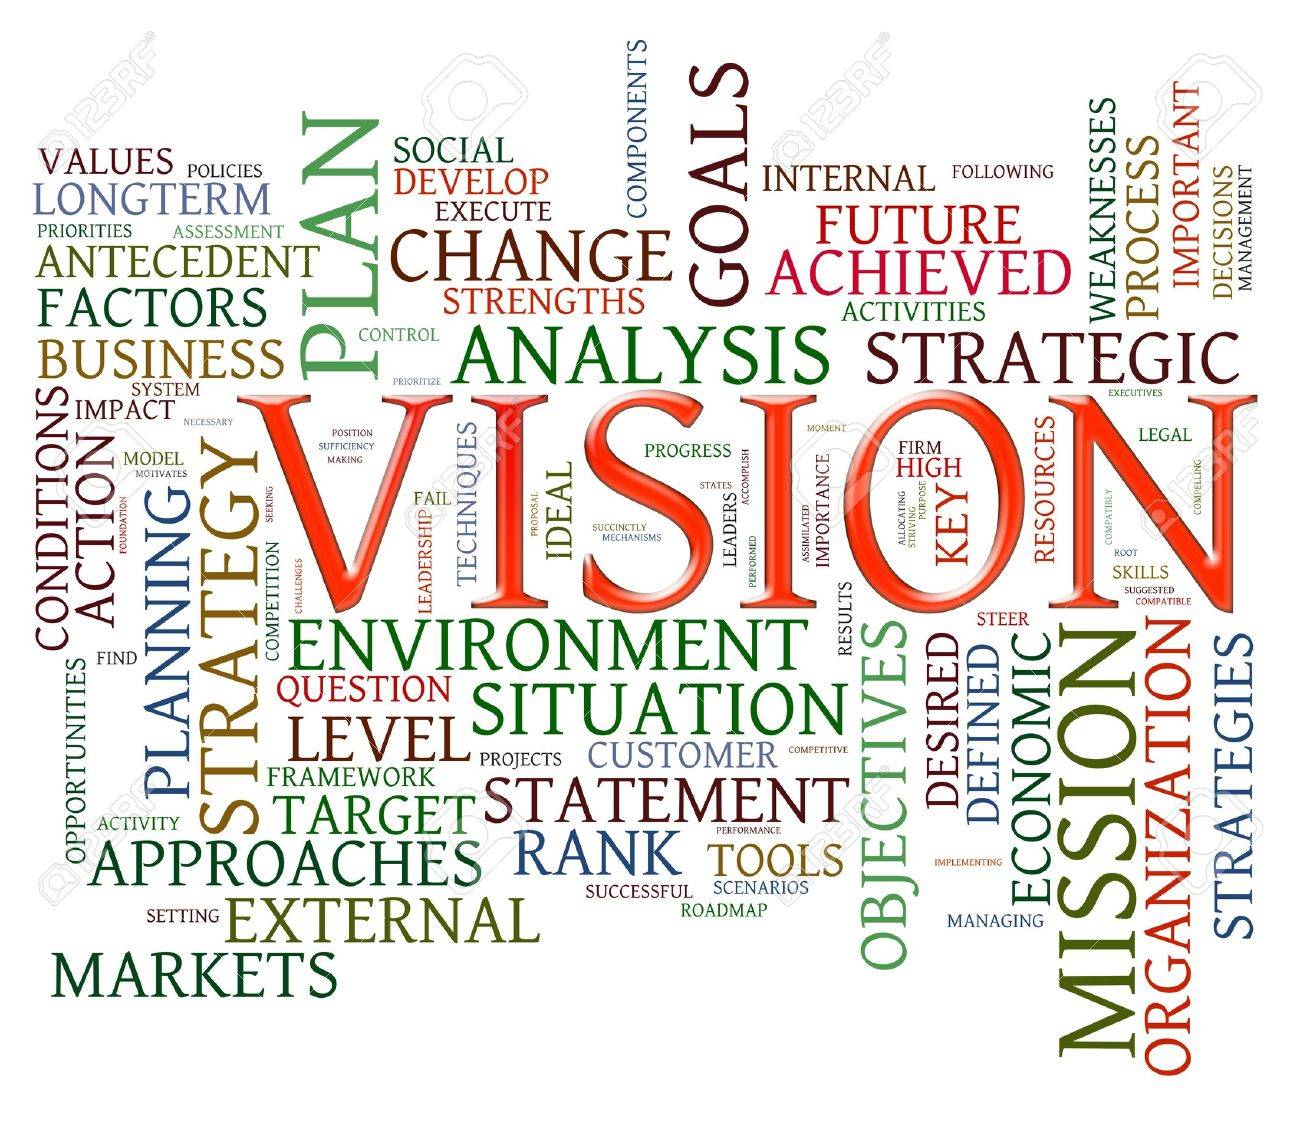 COMPONENTS
GOALS
PLAN
VALUES
POLICIES
LONGTERM
PRIORITIES
ASSESSMENT
ANTECEDENT
FACTORS
BUSINESS
SYSTEM
IMPACT
NECESSARY
SOCIAL
DEVELOP
EXECUTE
CHANGE
STRENGTHS
CONTROL
PRIORITIZE
ANALYSIS
INTERNAL
FOLLOWING
FUTURE
ACHIEVED
ACTIVITIES
STRATEGIC
WEAKNESSES
PROCESS
IMPORTANT
DECISIONS
MANAGEMENT
EXECUTIVES
LEGAL
VISION
CONDITIONS
ACTION
MODEL
MOTIVATES
FOUNDATION
PLANNING
STRATEGY
SEEKING
COMPETITION
CHALLENGES
POSITION
SUFFICIENCY
MAKING
FAIL
LEADERSHIP
TECHNIQUES
PROPOSAL
IDEAL
SUCCINCTLY
MECHANISMS
PROGRESS
STATES
LEADERS
ACCOMPLISH
PERFORMED
MOMENT
ASSIMILATED
IMPORTANCE
FIRM
HIGH
ALLOCATING
STRIVING
PURPOSE
KEY
RESOURCES
COMPATIBLY
COMPELLING
ROOT
SKILLS
SUGGESTED
COMPATIBLE
RESULTS
STEER
FIND
OPPORTUNITIES
ENVIRONMENT
QUESTION
SITUATION
LEVEL
PROJECTS
CUSTOMER
COMPETITIVE
FRAMEWORK
TARGET
STATEMENT
ACTIVITY
APPROACHES
RANK
PERFORMANCE
TOOLS
SUCCESSFUL
SCENARIOS
ROADMAP
SETTING
EXTERNAL
MARKETS
OBJECTIVES
DESIRED
DEFINED
ECONOMIC
IMPLEMENTING
MANAGING
MISSION
ORGANIZATION
STRATEGIES
123RF